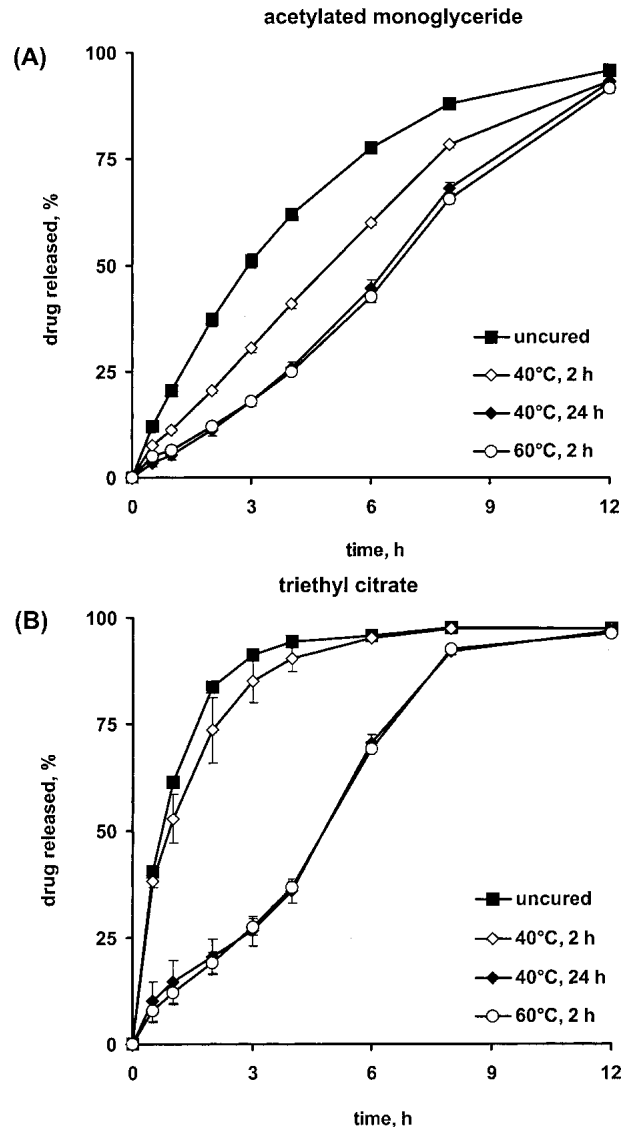 acetylated monoglyceride
(A)
100
75
50
25
0
drug released, %
uncured
40°C, 2 h
40°C, 24 h
60°C, 2 h
0 3 6 9 12
time, h
triethyl citrate
(B)
100
75
50
25
0
drug released, %
uncured
40°C, 2 h
40°C, 24 h
60°C, 2 h
0 3 6 9 12
time, h